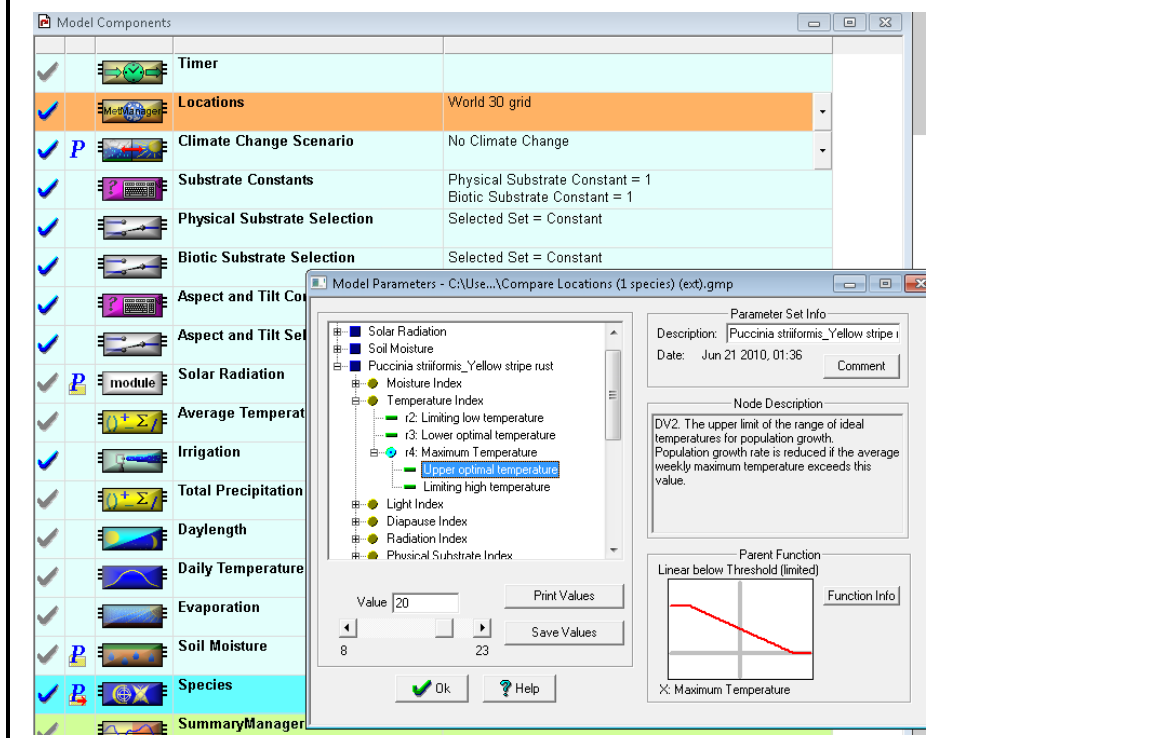 Model Components
Timer
MetManager
Locations
World 30 grid
P
Climate Change Scenario
No Climate Change
?
Substrate Constants
Physical Substrate Constant = 1
Biotic Substrate Constant = 1
Physical Substrate Selection
Selected Set = Constant
Biotic Substrate Selection
Selected Set = Constant
?
Aspect and Tilt Co
Aspect and Tilt Sel
P
module
Solar Radiation
()+-Σ/
Average Temperat
Irrigation
()+-Σ/
Total Precipitation
Daylength
Daily Temperature
Evaporation
P
Soil Moisture
P
Species
SummaryManager
Model Parameters - C:\Use...\Compare Locations (1 species) (ext).gmp
Solar Radiation
Soil Moisture
Puccinia striiformis_Yellow stripe rust
Moisture Index
Temperature Index
r2: Limiting low temperature
r3: Lower optimal temperature
r4: Maximum Temperature
Upper optimal temperature
Limiting high temperature
Light Index
Diapause Index
Radiation Index
Physical Substrate Index
Value 20
8 23
Print Values
Save Values
Ok
? Help
Parameter Set Info
Description: Puccinia striiformis_Yellow stripe r
Date: Jun 21 2010, 01:36
Comment
Node Description
DV2. The upper limit of the range of ideal
temperatures for population growth.
Population growth rate is reduced if the average
weekly maximum temperature exceeds this
value.
Parent Function
Linear below Threshold (limited)
Function Info
X: Maximum Temperature